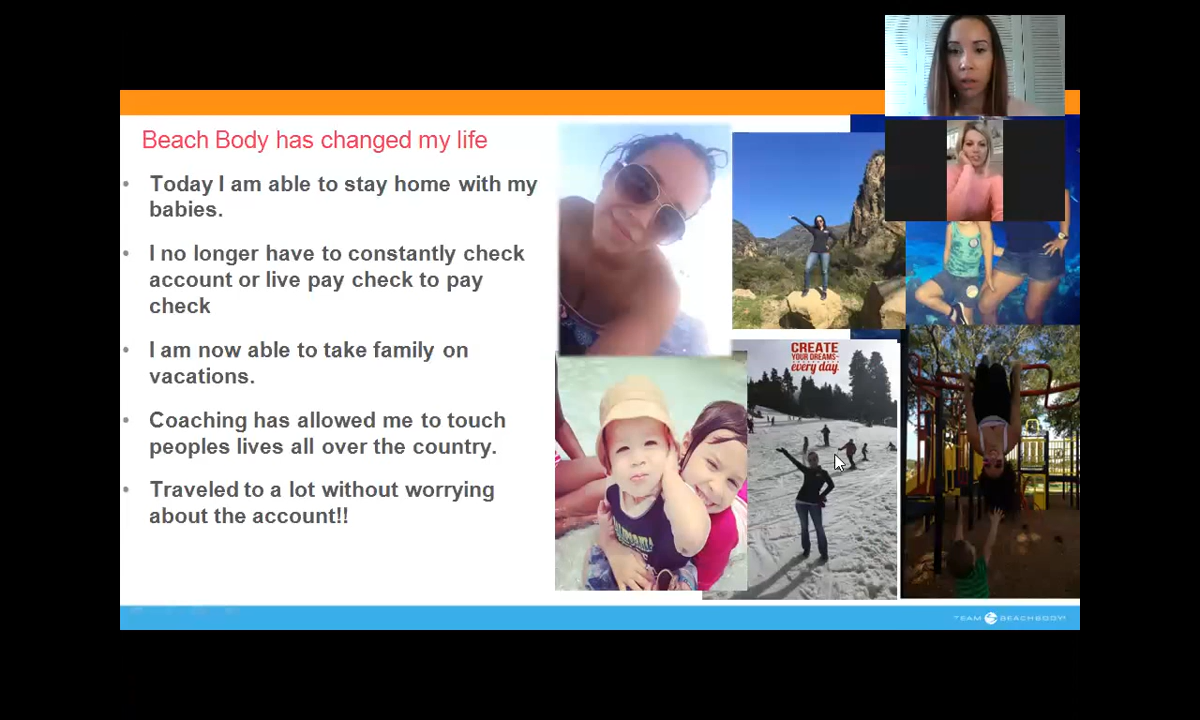 Beach Body has changed my life
• Today I am able to stay home with my
babies.
• I no longer have to constantly check
account or live pay check to pay
check
• I am now able to take family on
vacations.
• Coaching has allowed me to touch
peoples lives all over the country.
• Traveled to a lot without worrying
about the account!!
CREATE
YOUR DREAMS
every day.
TEAM BEACHBODY